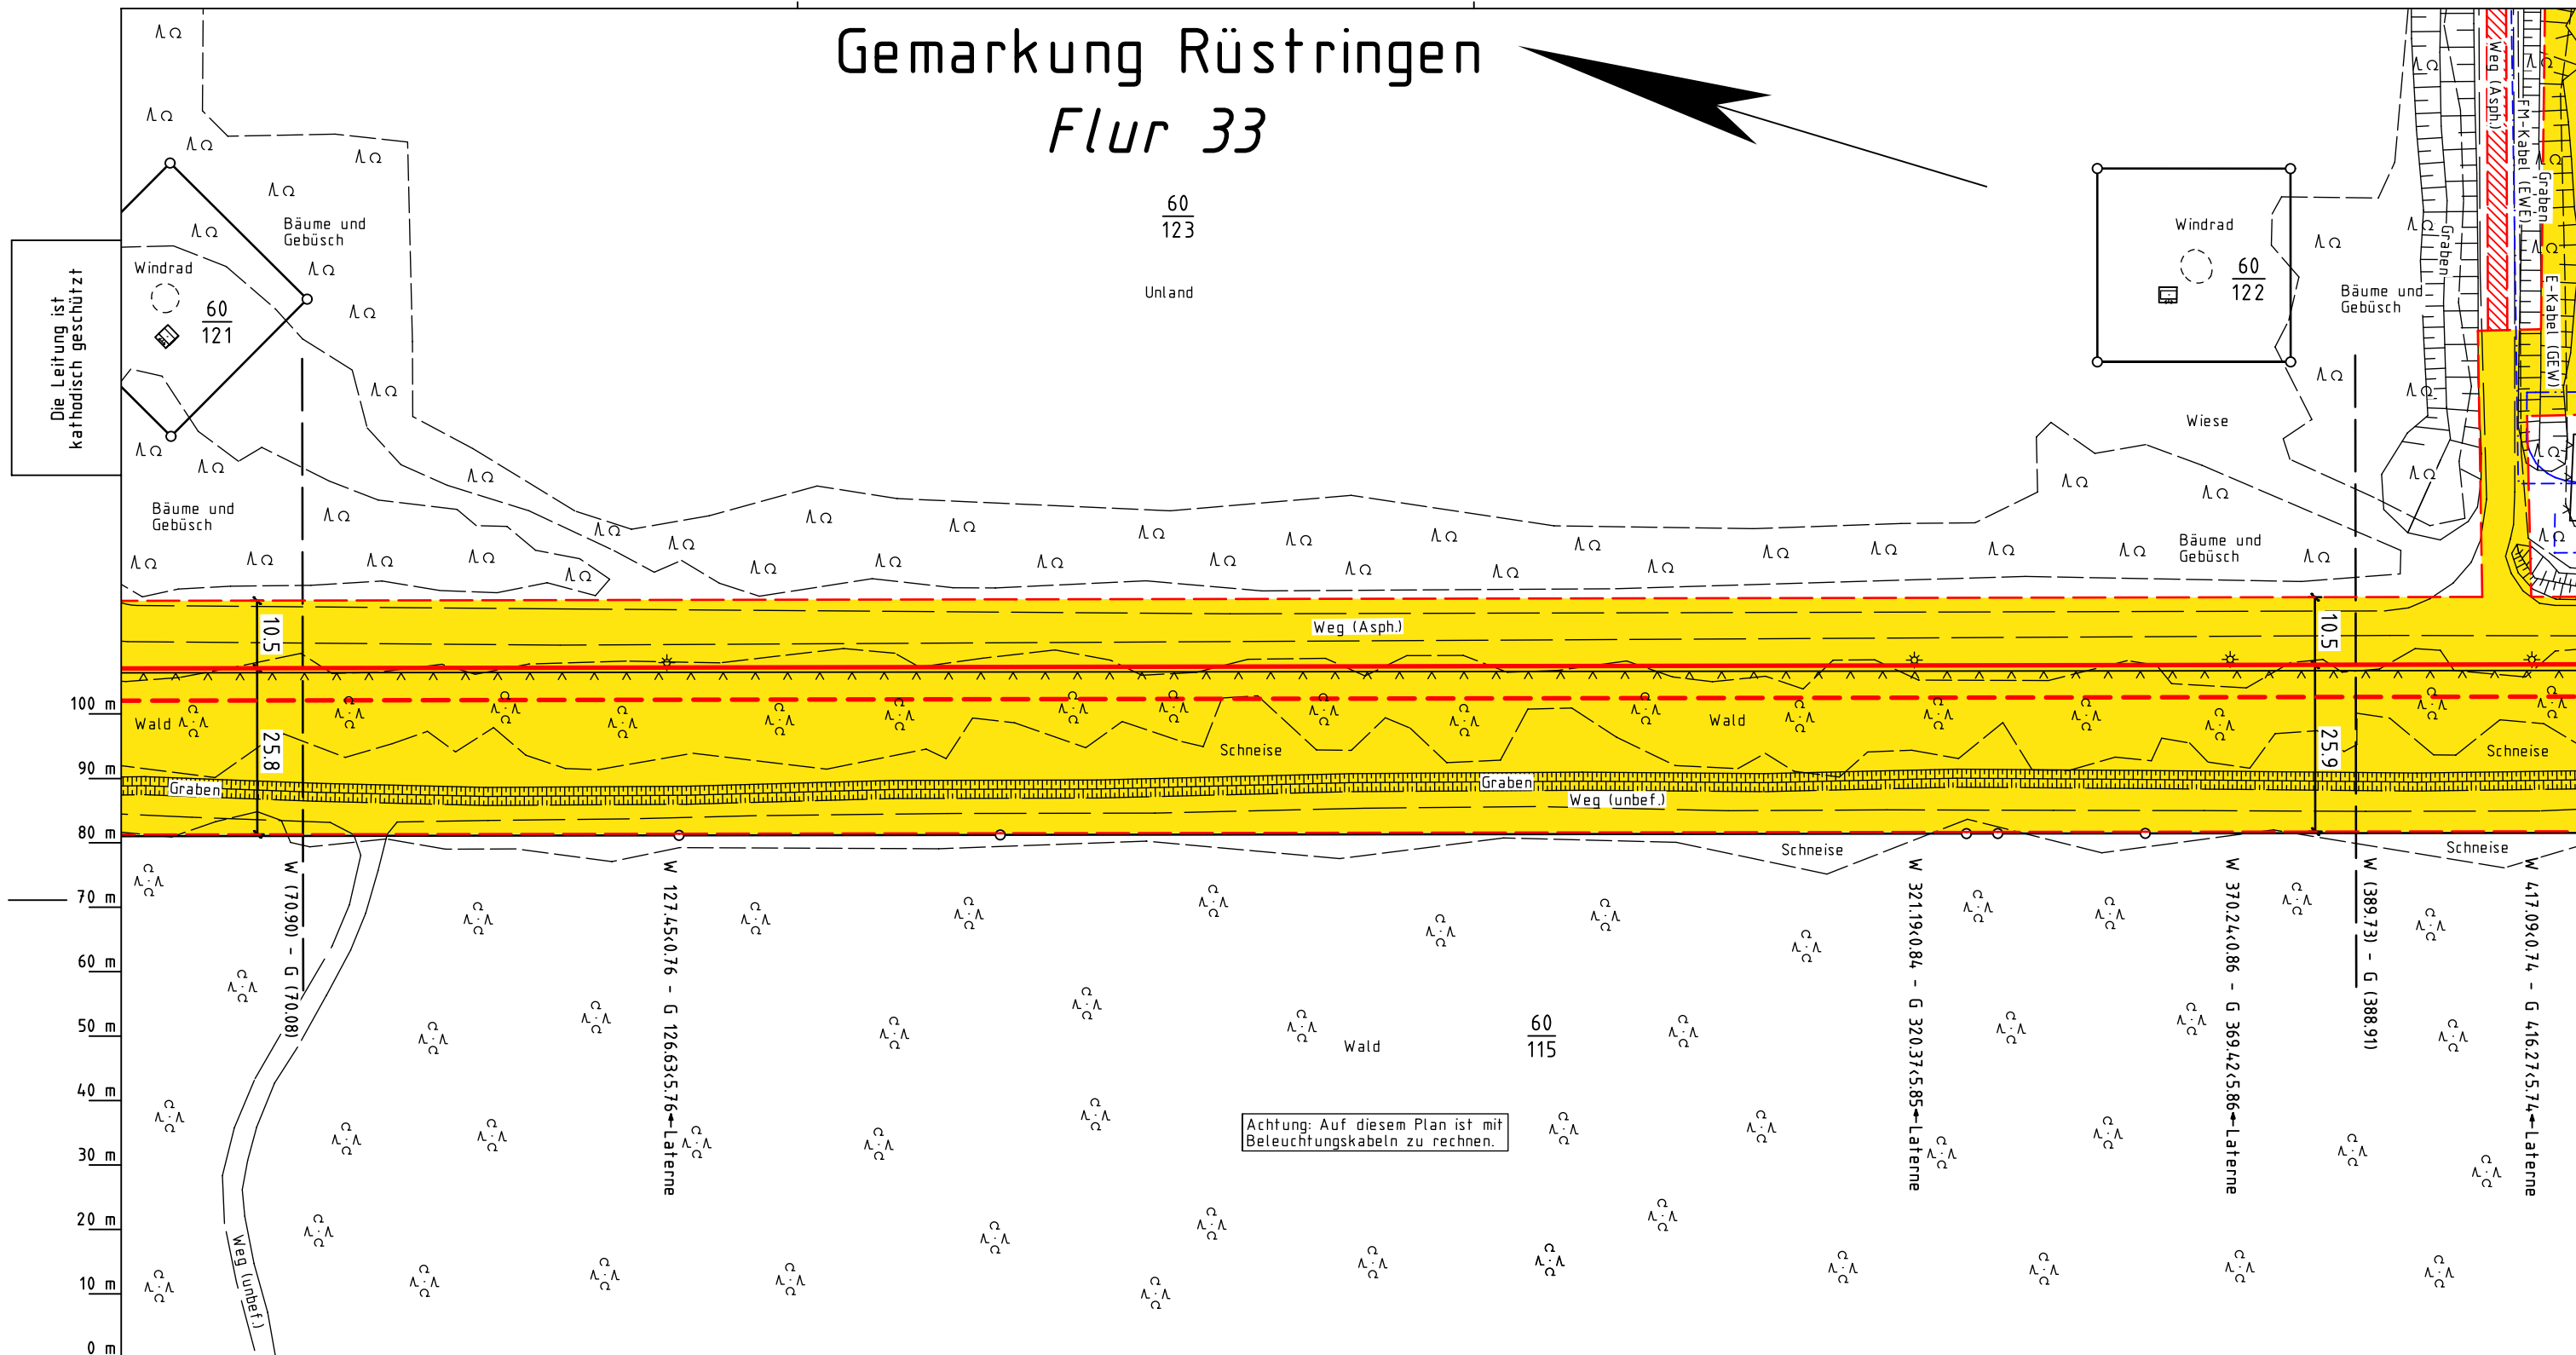 Gemarkung Rüstringen
Flur 33
60
123
Unland
Bäume und
Gebüsch
Windrad
60
121
Die Leitung ist
kathodisch geschützt
Bäume und
Gebüsch
Windrad
60
122
Bäume und
Gebüsch
Wiese
Bäume und
Gebüsch
Graben
Weg (Asph.)
FM-Kabel (EWE)
Graben
E-Kabel (GEW)
10.5
Weg (Asph.)
10.5
100 m
Wald
25.8
Wald
Schneise
25.9
Schneise
90 m
Graben
Graben
Weg (unbef.)
80 m
Schneise
Schneise
70 m
60 m
50 m
40 m
30 m
20 m
10 m
0 m
W (70.90) - G (70.08)
W 127.45<0.76 - G 126.63<5.76←Laterne
W 321.19<0.84 - G 320.37<5.85←Laterne
W 370.24<0.86 - G 369.42<5.86←Laterne
W (389.73) - G (388.91)
W 417.09<0.74 - G 416.27<5.74←Laterne
Wald
60
115
Achtung: Auf diesem Plan ist mit
Beleuchtungskabeln zu rechnen.
Weg (unbef.)